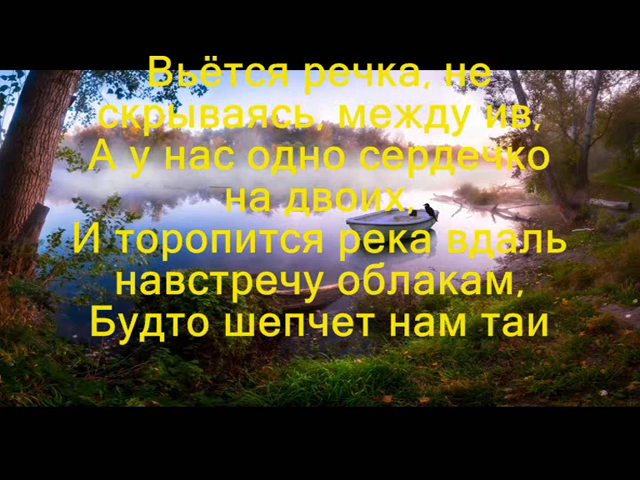 Вьётся речка, не
скрываясь, между ив,
А у нас одно сердечко
на двоих.
И торопится река вдаль
навстречу облакам,
Будто шепчет нам таи